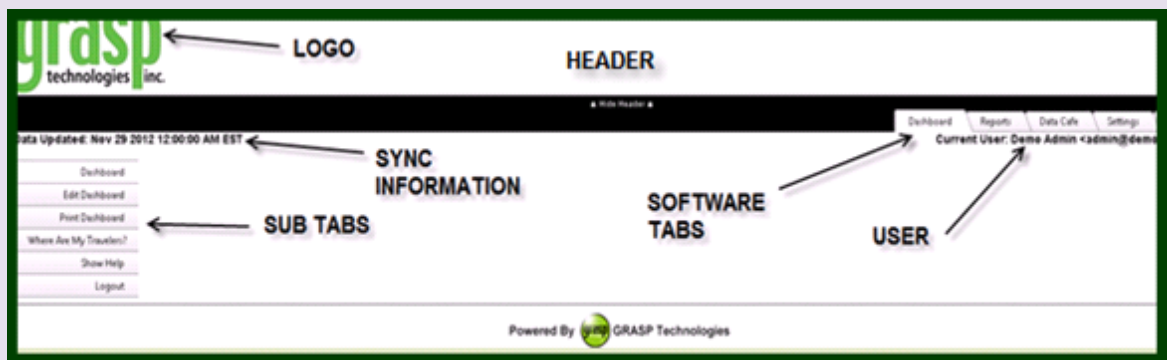 grasp
technologies inc.
LOGO
HEADER
▲ Hide Header ▲
Dashboard Reports Data Cafe Settings
Data Updated: Nov 29 2012 12:00:00 AM EST
Current User: Demo Admin <admin@demo
SYNC
INFORMATION
Dashboard
Edit Dashboard
Print Dashboard
Where Are My Travelers?
Show Help
Logout
SUB TABS
SOFTWARE
TABS
USER
Powered By grasp GRASP Technologies